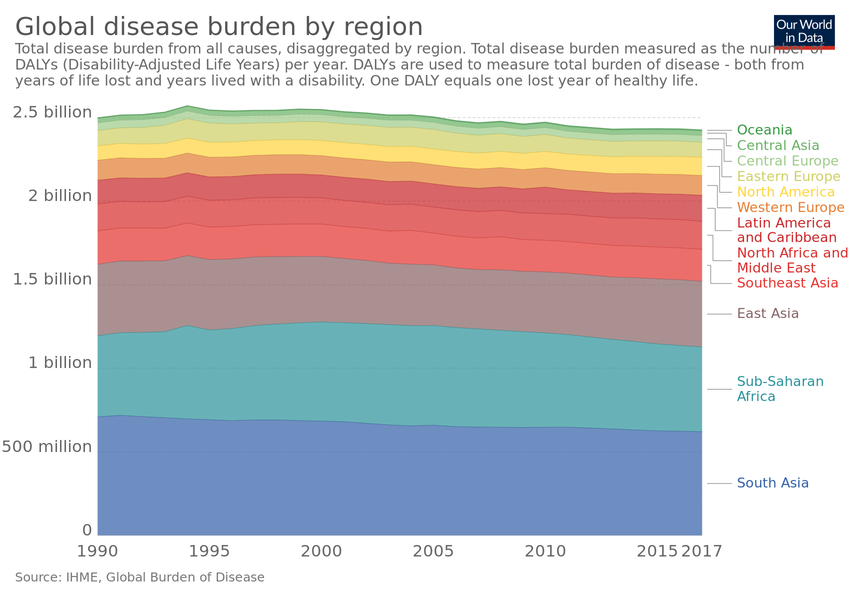 Global disease burden by region
Our World
in Data
Total disease burden from all causes, disaggregated by region. Total disease burden measured as the number of
DALYs (Disability-Adjusted Life Years) per year. DALYs are used to measure total burden of disease - both from
years of life lost and years lived with a disability. One DALY equals one lost year of healthy life.
2.5 billion
2 billion
1.5 billion
1 billion
500 million
0
1990
1995
2000
2005
2010
2015
2017
Oceania
Central Asia
Central Europe
Eastern Europe
North America
Western Europe
Latin America
and Caribbean
North Africa and
Middle East
Southeast Asia
East Asia
Sub-Saharan
Africa
South Asia
Source: IHME, Global Burden of Disease